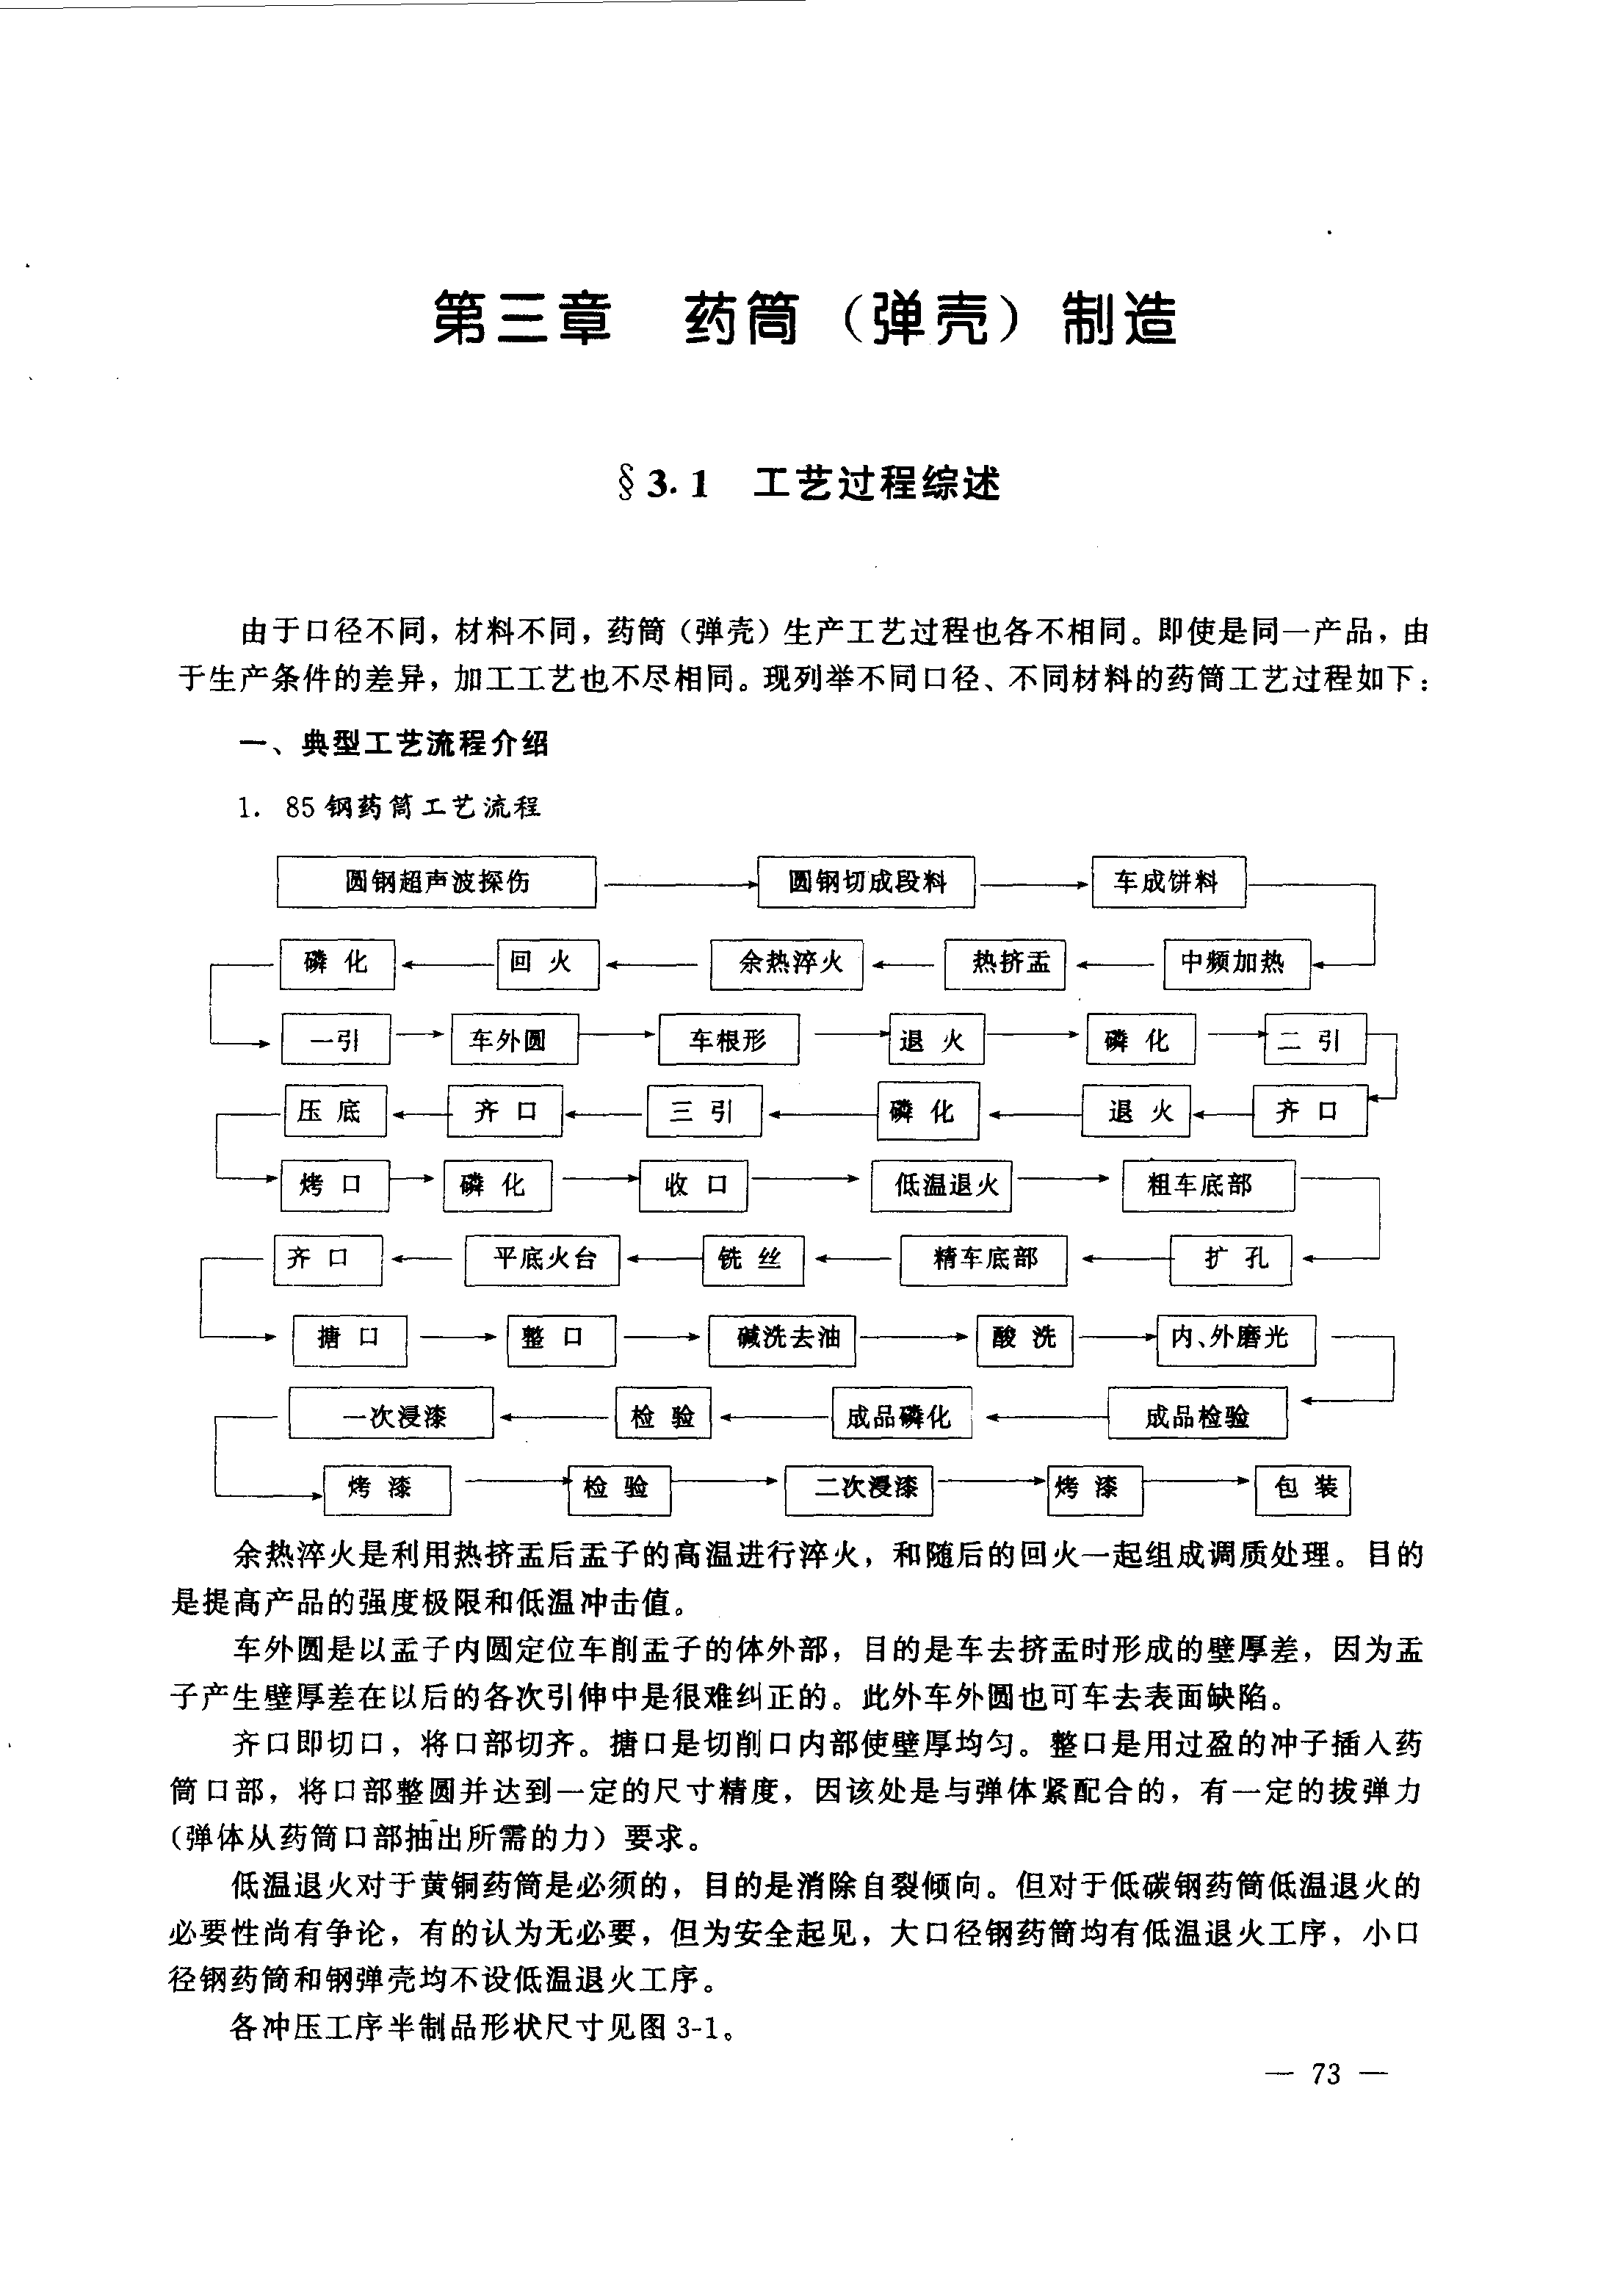 第三章 药筒（弹壳）制造
§3.1 工艺过程综述
由于口径不同，材料不同，药筒（弹壳）生产工艺过程也各不相同。即使是同一产品，由
于生产条件的差异，加工工艺也不尽相同。现列举不同口径、不同材料的药筒工艺过程如下：
一、典型工艺流程介绍
1. 85钢药筒工艺流程
圆钢超声波探伤 圆钢切成段料 车成饼料
磷化 回火 余热淬火 热挤盂 中频加热
一引 车外圆 车根形 退火 磷化 二引
压底 齐口 三引 磷化 退火 齐口
烤口 磷化 收口 低温退火 粗车底部
齐口 平底火台 铣丝 精车底部 扩孔
搪口 整口 碱洗去油 酸洗 内、外磨光
一次浸漆 检验 成品磷化 成品检验
烤漆 检验 二次浸漆 烤漆 包装
余热淬火是利用热挤盂后盂子的高温进行淬火，和随后的回火一起组成调质处理。目的
是提高产品的强度极限和低温冲击值。
车外圆是以盂子内圆定位车削盂子的体外部，目的是车去挤盂时形成的壁厚差，因为盂
子产生壁厚差在以后的各次引伸中是很难纠正的。此外车外圆也可车去表面缺陷。
齐口即切口，将口部切齐。搪口是切削口内部使壁厚均匀。整口是用过盈的冲子插入药
筒口部，将口部整圆并达到一定的尺寸精度，因该处是与弹体紧配合的，有一定的拔弹力
（弹体从药筒口部抽出所需的力）要求。
低温退火对于黄铜药筒是必须的，目的是消除自裂倾向。但对于低碳钢药筒低温退火的
必要性尚有争论，有的认为无必要，但为安全起见，大口径钢药筒均有低温退火工序，小口
径钢药筒和钢弹壳均不设低温退火工序。
各冲压工序半制品形状尺寸见图3-1。
— 73 —